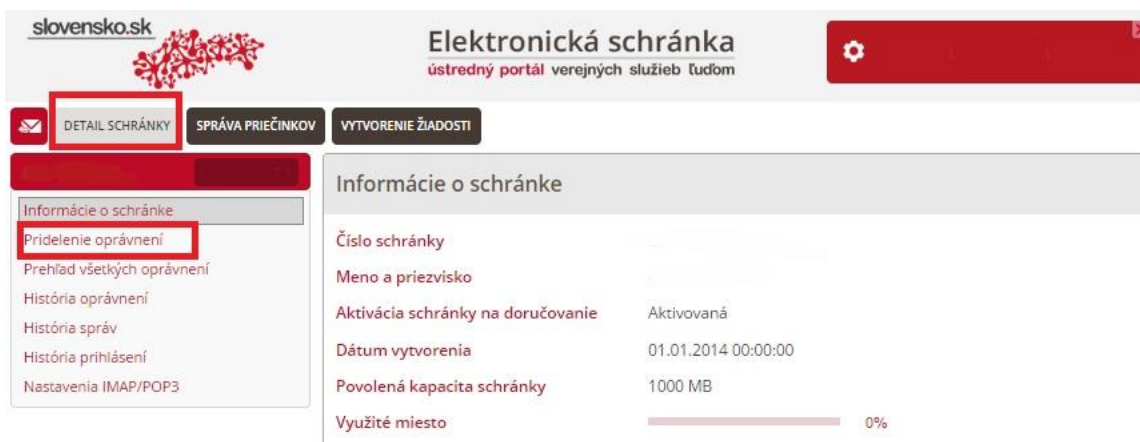 slovensko.sk
Elektronická schránka
ústredný portál verejných služieb ľuďom
DETAIL SCHRÁNKY
SPRÁVA PRIEČINKOV
VYTVORENIE ŽIADOSTI
Informácie o schránke
Pridelenie oprávnení
Prehľad všetkých oprávnení
História oprávnení
História správ
História prihlásení
Nastavenia IMAP/POP3
Informácie o schránke
Číslo schránky
Meno a priezvisko
Aktivácia schránky na doručovanie Aktivovaná
Dátum vytvorenia 01.01.2014 00:00:00
Povolená kapacita schránky 1000 MB
Využité miesto 0%